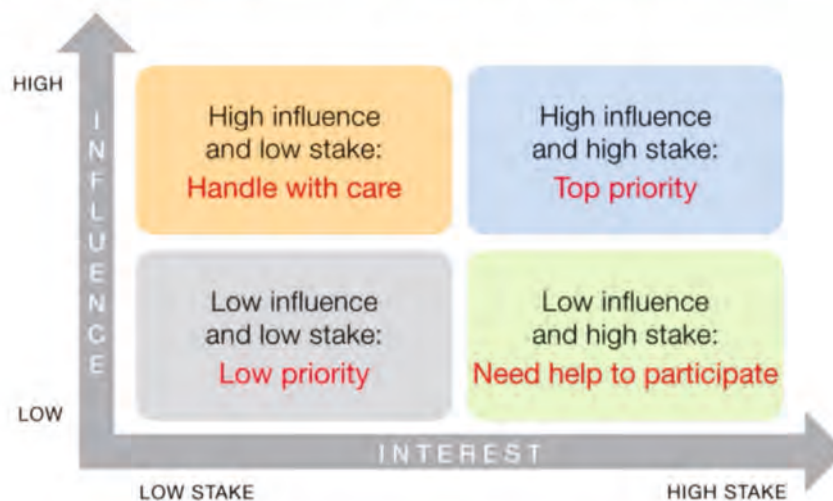 HIGH
INFLUENCE
High influence
and low stake:
Handle with care
High influence
and high stake:
Top priority
Low influence
and low stake:
Low priority
Low influence
and high stake:
Need help to participate
LOW
INTEREST
LOW STAKE
HIGH STAKE